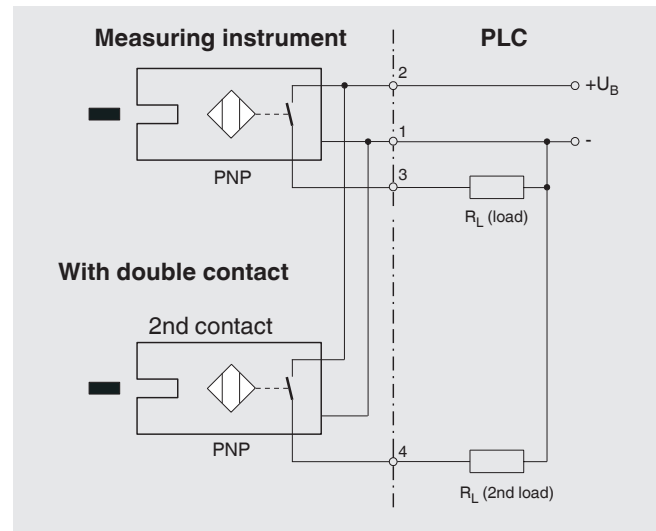 Measuring instrument
PLC
2
+U_B
1
-
PNP
3
R_L (load)
With double contact
2nd contact
PNP
4
R_L (2nd load)